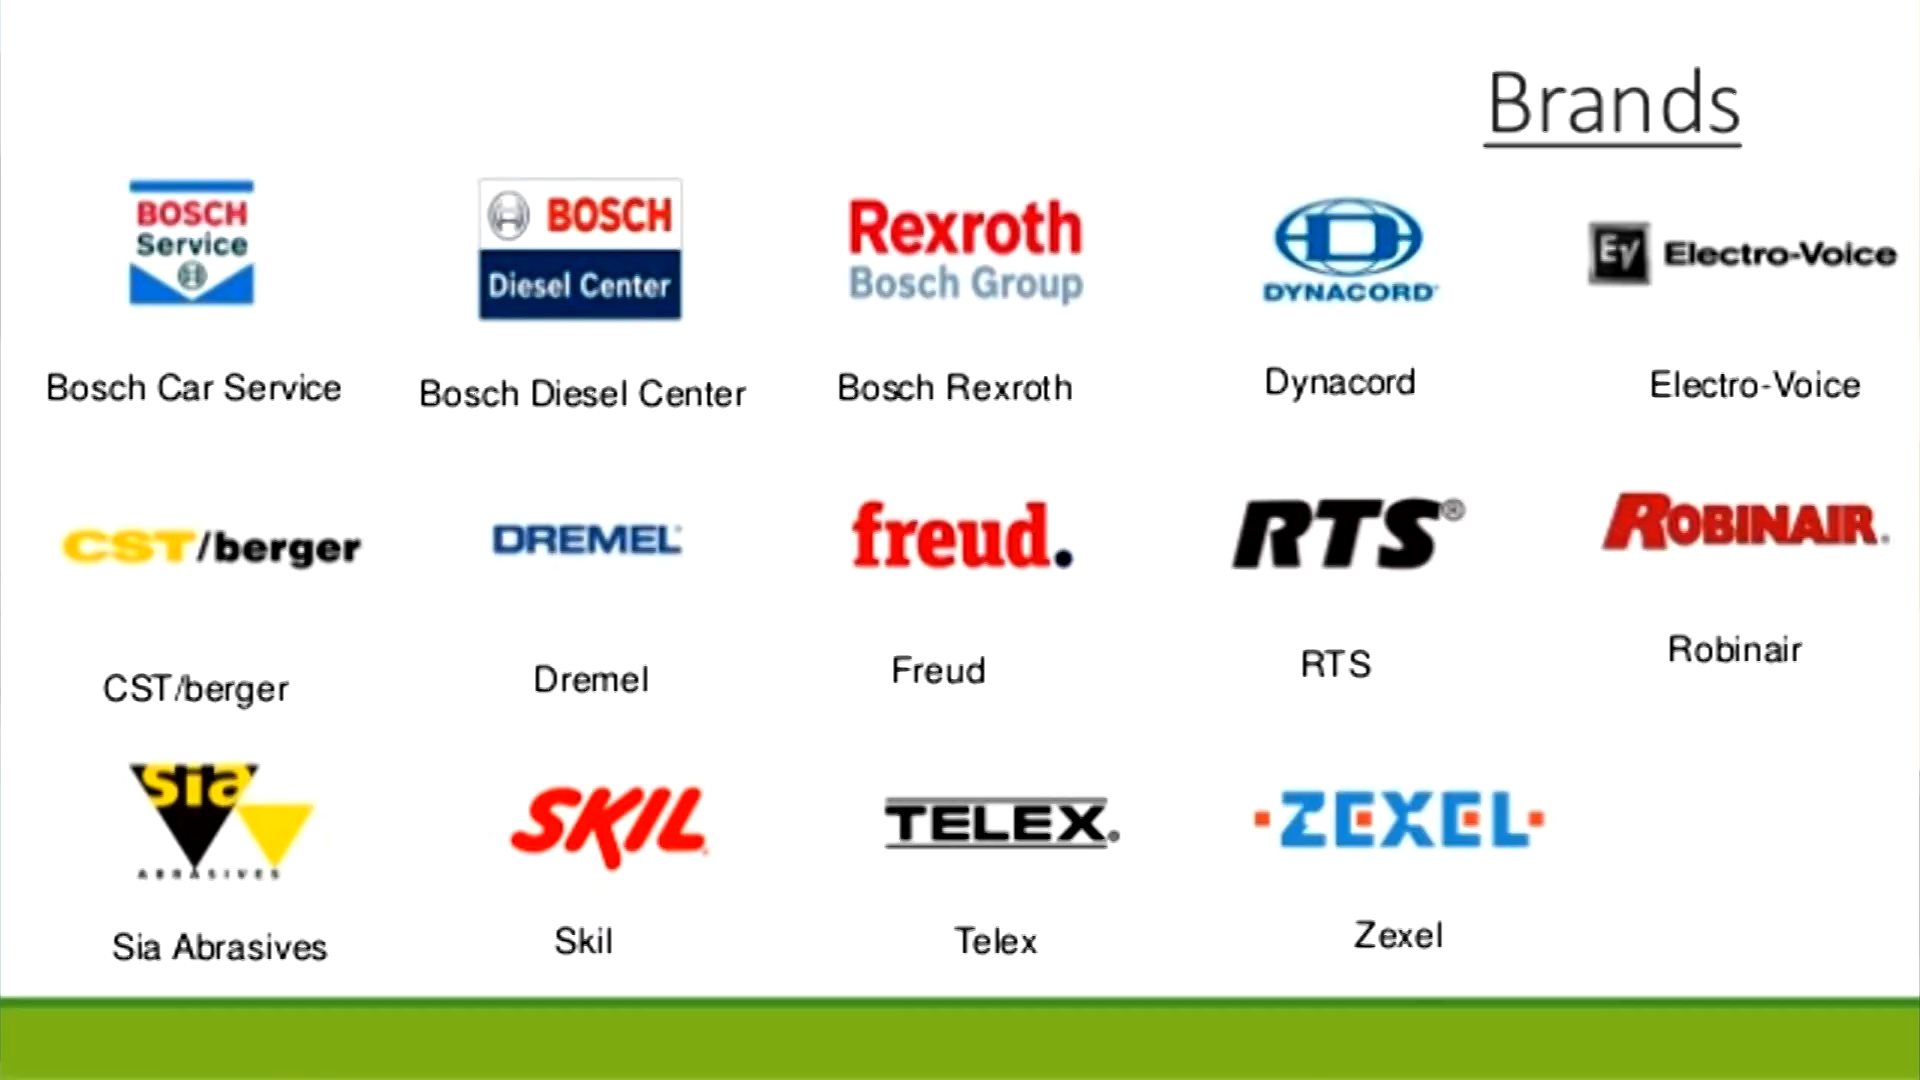 Brands
BOSCH
Service
BOSCH
Diesel Center
Rexroth
Bosch Group
DYNACORD
EV Electro-Voice
Bosch Car Service
Bosch Diesel Center
Bosch Rexroth
Dynacord
Electro-Voice
CST/berger
DREMEL
freud.
RTS®
ROBINAIR
CST/berger
Dremel
Freud
RTS
Robinair
sia
ABRASIVES
SKIL
TELEX
ZEXEL
Sia Abrasives
Skil
Telex
Zexel